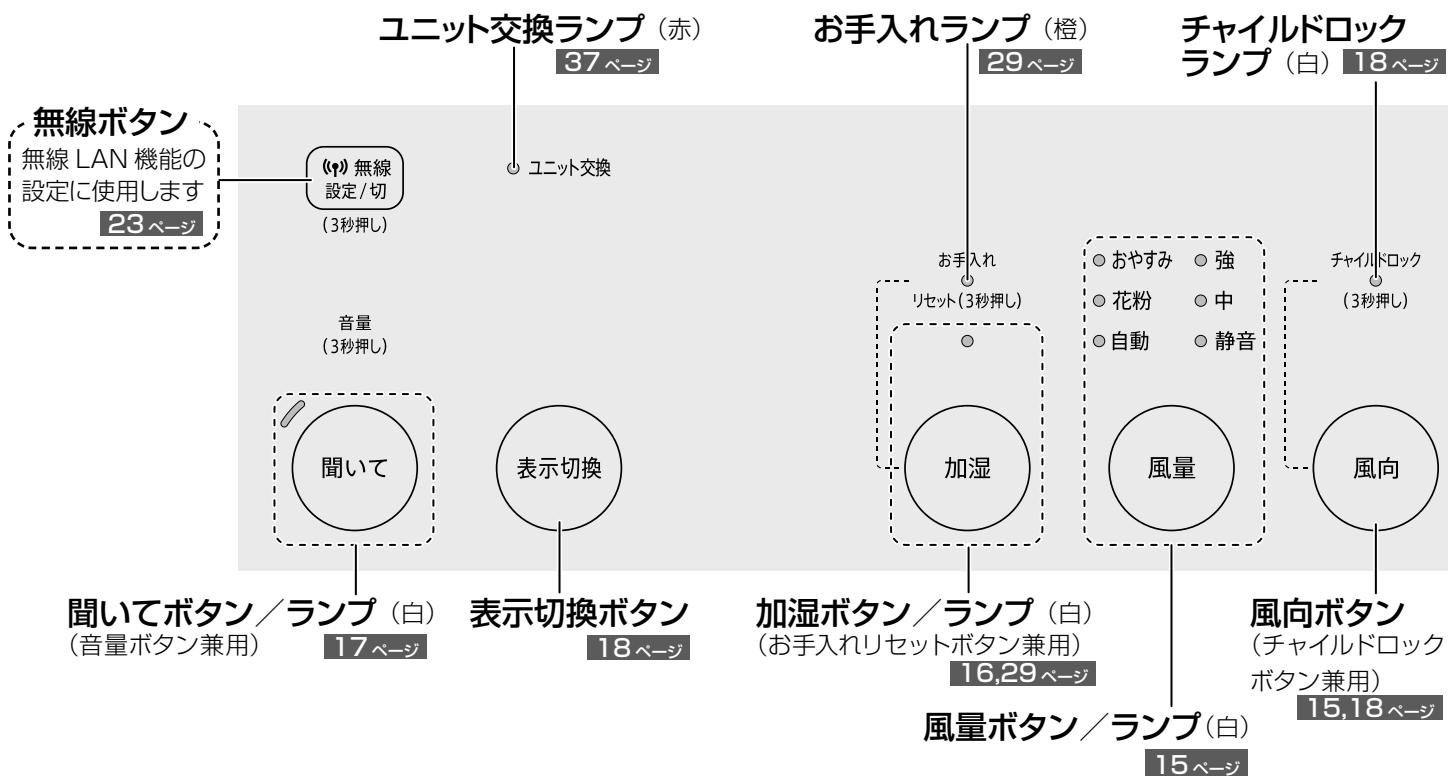 ユニット交換ランプ（赤）
37ページ
お手入れランプ（橙）
29ページ
チャイルドロック
ランプ（白） 18ページ
無線ボタン
無線 LAN 機能の
設定に使用します
23ページ
無線
設定/切
(3秒押し)
ユニット交換
音量
(3秒押し)
お手入れ
リセット(3秒押し)
おやすみ 強
花粉 中
自動 静音
チャイルドロック
(3秒押し)
聞いて
表示切換
加湿
風量
風向
聞いてボタン／ランプ（白）
（音量ボタン兼用） 17ページ
表示切換ボタン
18ページ
加湿ボタン／ランプ（白）
（お手入れリセットボタン兼用）
16,29ページ
風量ボタン／ランプ（白）
15ページ
風向ボタン
（チャイルドロック
ボタン兼用）
15,18ページ